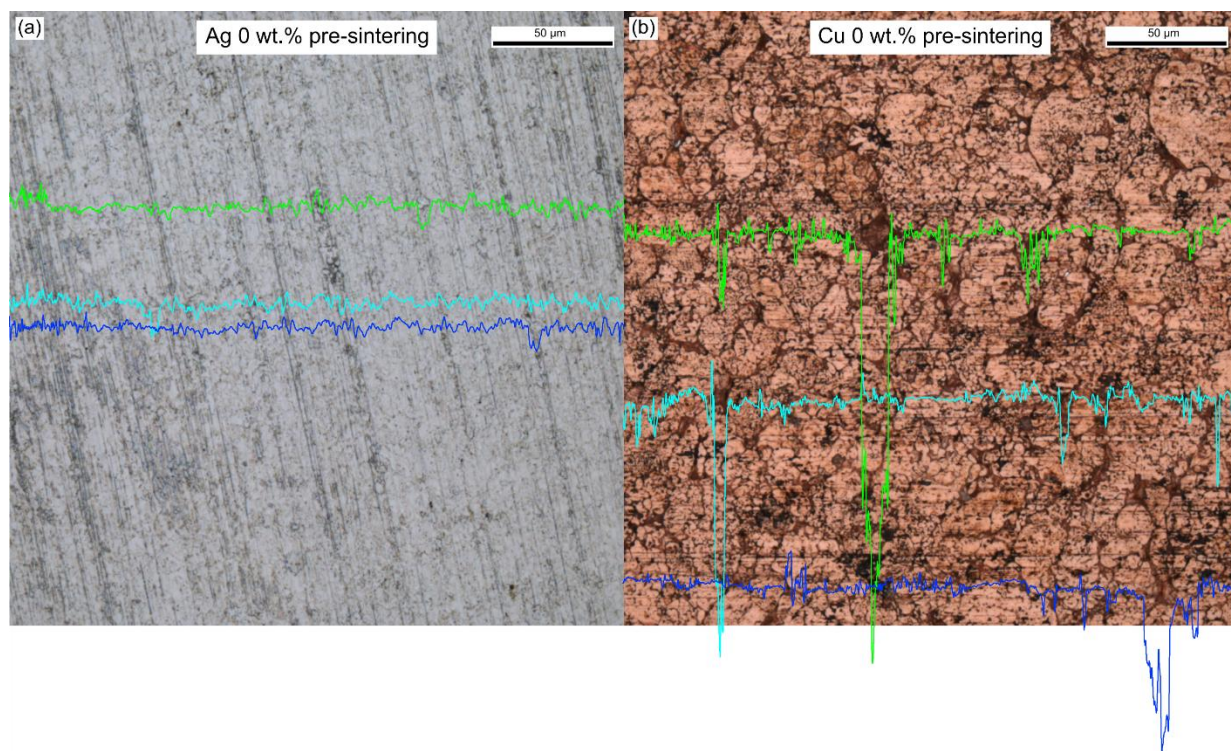 (a)
Ag 0 wt.% pre-sintering
50 µm
(b)
Cu 0 wt.% pre-sintering
50 µm